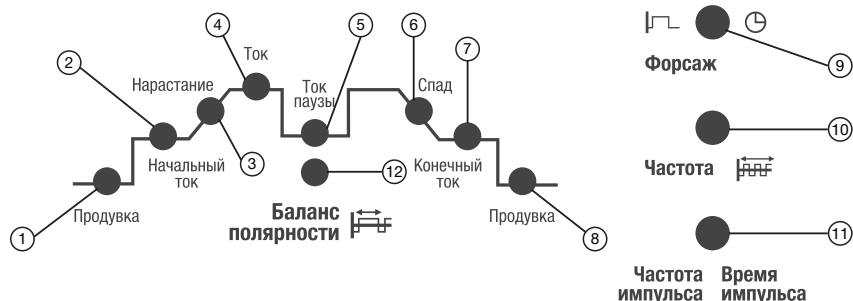 4
5
6
7
2
Ток
Нарастание
Ток
паузы
Спад
9
Форсаж
3
12
10
Начальный
ток
Конечный
ток
Частота
1
Продувка
Баланс
полярности
Продувка
8
11
Частота
импульса
Время
импульса